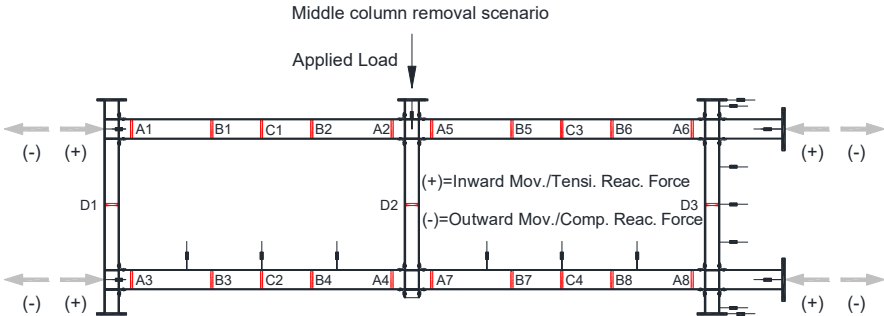 Middle column removal scenario
Applied Load
A1 B1 C1 B2 A2 A5 B5 C3 B6 A6
(-) (+) (+) (-)
(+)=Inward Mov./Tensi. Reac. Force
D1 D2 D3
(-)=Outward Mov./Comp. Reac. Force
A3 B3 C2 B4 A4 A7 B7 C4 B8 A8
(-) (+) (+) (-)